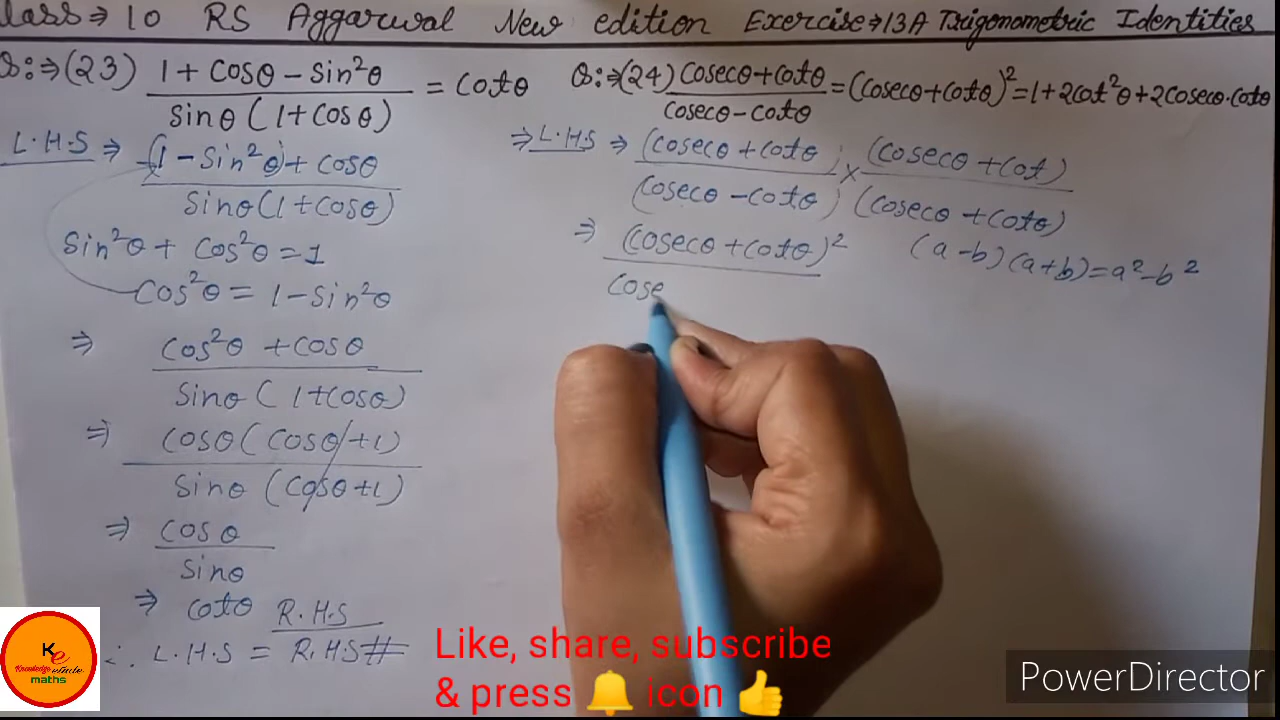 lass → 10 RS Aggarwal New edition Exercise → 13A Trigonometric Identities
Q:⇒(23) (1 + cosθ - sin²θ) / (sinθ (1+cosθ)) = cotθ
L.H.S ⇒ ((1 - sin²θ) + cosθ) / (sinθ(1+cosθ))
sin²θ + cos²θ = 1
cos²θ = 1 - sin²θ
⇒ (cos²θ + cosθ) / (sinθ (1+cosθ))
⇒ (cosθ (cosθ+1)) / (sinθ (cosθ+1))
⇒ cosθ / sinθ
⇒ cotθ R.H.S
∴ L.H.S = R.H.S #
Q:⇒(24) (cosecθ+cotθ) / (cosecθ-cotθ) = (cosecθ+cotθ)² = 1+2cot²θ+2cosecθ.cotθ
⇒ L.H.S ⇒ (cosecθ + cotθ) / (cosecθ - cotθ) × (cosecθ + cot) / (cosecθ + cotθ)
⇒ (cosecθ + cotθ)² (a-b)(a+b)=a²-b²
cose
Like, share, subscribe
& press 🔔 icon 👍
Ke
Knowledge
maths
PowerDirector